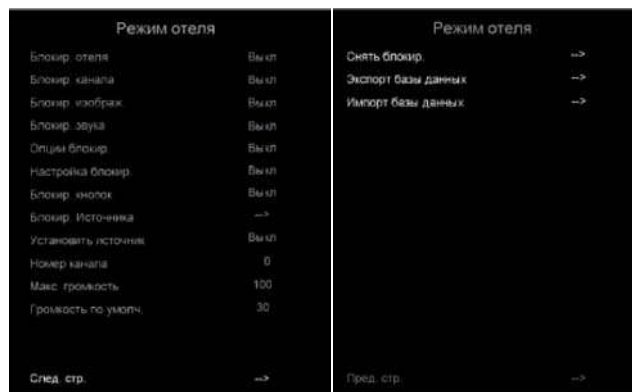 Режим отеля
Блокир. отеля Выкл
Блокир. канала Выкл
Блокир. изображ. Выкл
Блокир. звука Выкл
Опции блокир. Выкл
Настройка блокир. Выкл
Блокир. кнопок Выкл
Блокир. Источника -->
Установить источник Выкл
Номер канала 0
Макс. громкость 100
Громкость по умолч. 30
След. стр. -->
Режим отеля
Снять блокир. -->
Экспорт базы данных -->
Импорт базы данных -->
Пред. стр. -->